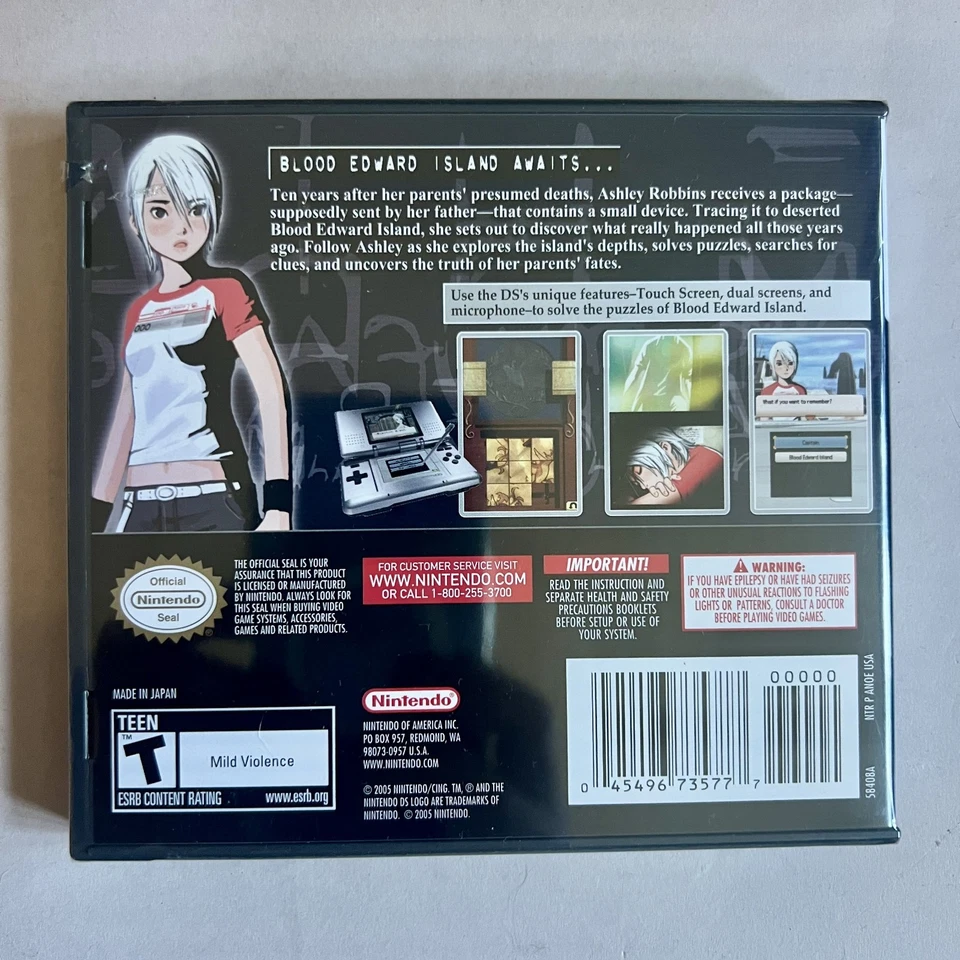 BLOOD EDWARD ISLAND AWAITS...
Ten years after her parents' presumed deaths, Ashley Robbins receives a package—
supposedly sent by her father—that contains a small device. Tracing it to deserted
Blood Edward Island, she sets out to discover what really happened all those years
ago. Follow Ashley as she explores the island's depths, solves puzzles, searches for
clues, and uncovers the truth of her parents' fates.
Use the DS's unique features–Touch Screen, dual screens, and
microphone–to solve the puzzles of Blood Edward Island.
What if you want to remember?
Blood Edward Island
Official
Nintendo
Seal
®
THE OFFICIAL SEAL IS YOUR
ASSURANCE THAT THIS PRODUCT
IS LICENSED OR MANUFACTURED
BY NINTENDO. ALWAYS LOOK FOR
THIS SEAL WHEN BUYING VIDEO
GAME SYSTEMS, ACCESSORIES,
GAMES AND RELATED PRODUCTS.
FOR CUSTOMER SERVICE VISIT
WWW.NINTENDO.COM
OR CALL 1-800-255-3700
IMPORTANT!
READ THE INSTRUCTION AND
SEPARATE HEALTH AND SAFETY
PRECAUTIONS BOOKLETS
BEFORE SETUP OR USE OF
YOUR SYSTEM.
WARNING:
IF YOU HAVE EPILEPSY OR HAVE HAD SEIZURES
OR OTHER UNUSUAL REACTIONS TO FLASHING
LIGHTS OR PATTERNS, CONSULT A DOCTOR
BEFORE PLAYING VIDEO GAMES.
MADE IN JAPAN
TEEN
T
TM
Mild Violence
ESRB CONTENT RATING www.esrb.org
Nintendo
NINTENDO OF AMERICA INC.
PO BOX 957, REDMOND, WA
98073-0957 U.S.A.
WWW.NINTENDO.COM
© 2005 NINTENDO/CING. TM, ® AND THE
NINTENDO DS LOGO ARE TRADEMARKS OF
NINTENDO. © 2005 NINTENDO.
00000
0 45496 73577 7
NTR P ANOE USA
58408A